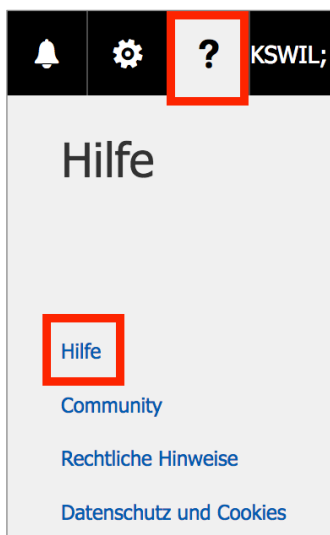 ? KSWIL;
Hilfe
Hilfe
Community
Rechtliche Hinweise
Datenschutz und Cookies